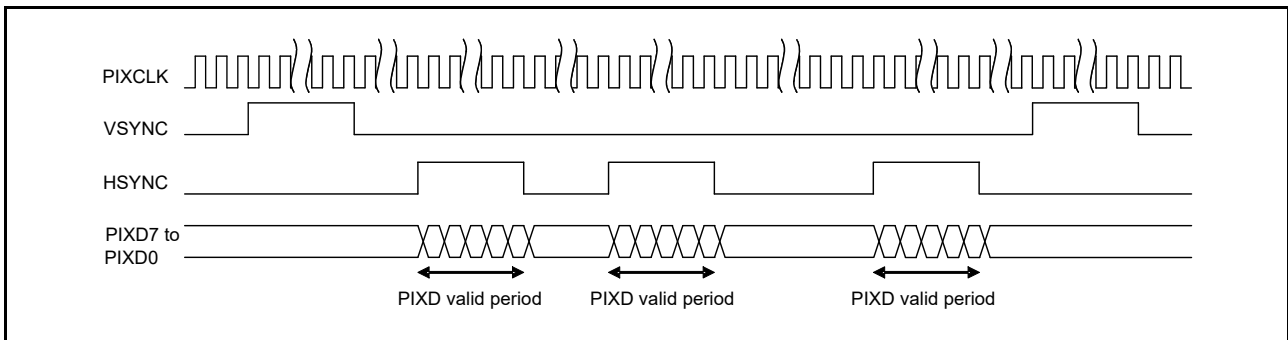 PIXCLK
VSYNC
HSYNC
PIXD7 to
PIXD0
PIXD valid period
PIXD valid period
PIXD valid period